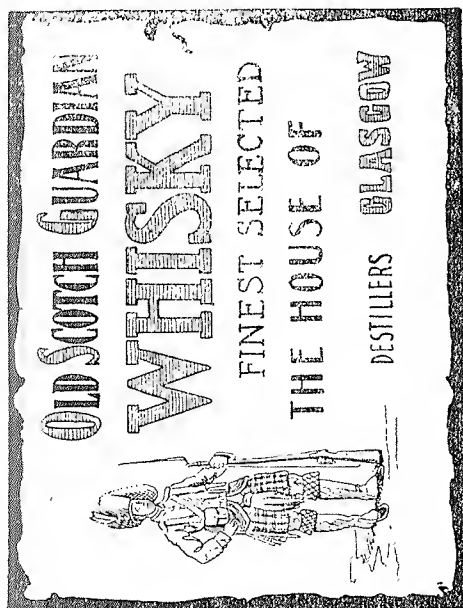 OLD SCOTCH GUARDIAN
WHISKY
FINEST SELECTED
THE HOUSE OF
DESTILLERS GLASGOW